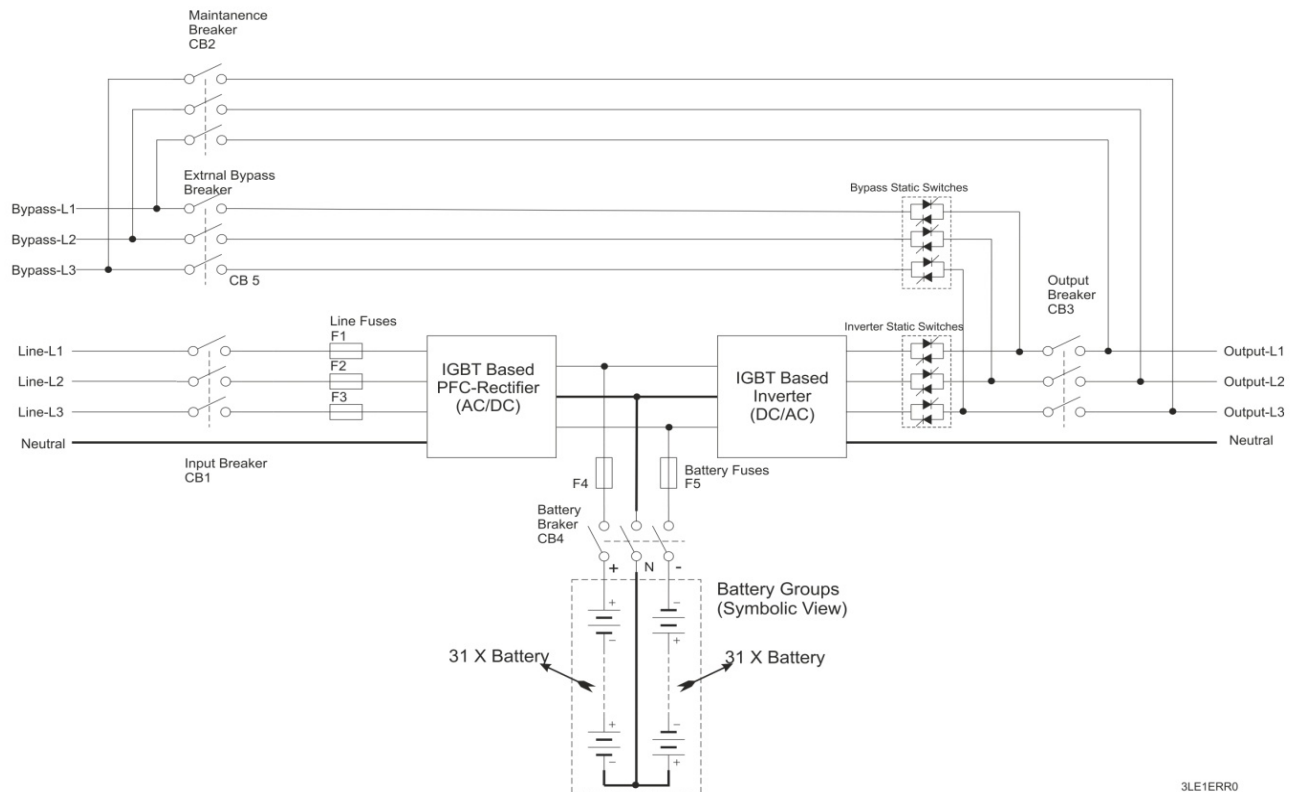 Maintanence
Breaker
CB2
Extrnal Bypass
Breaker
Bypass-L1
Bypass-L2
Bypass-L3
CB 5
Bypass Static Switches
Output
Breaker
CB3
Line Fuses
F1
F2
F3
Inverter Static Switches
Line-L1
Line-L2
Line-L3
Neutral
IGBT Based
PFC-Rectifier
(AC/DC)
IGBT Based
Inverter
(DC/AC)
Output-L1
Output-L2
Output-L3
Neutral
Input Breaker
CB1
F4
Battery Fuses
F5
Battery
Braker
CB4
+
N
-
Battery Groups
(Symbolic View)
+
-
-
+
31 X Battery
31 X Battery
+
-
-
+
3LE1ERR0